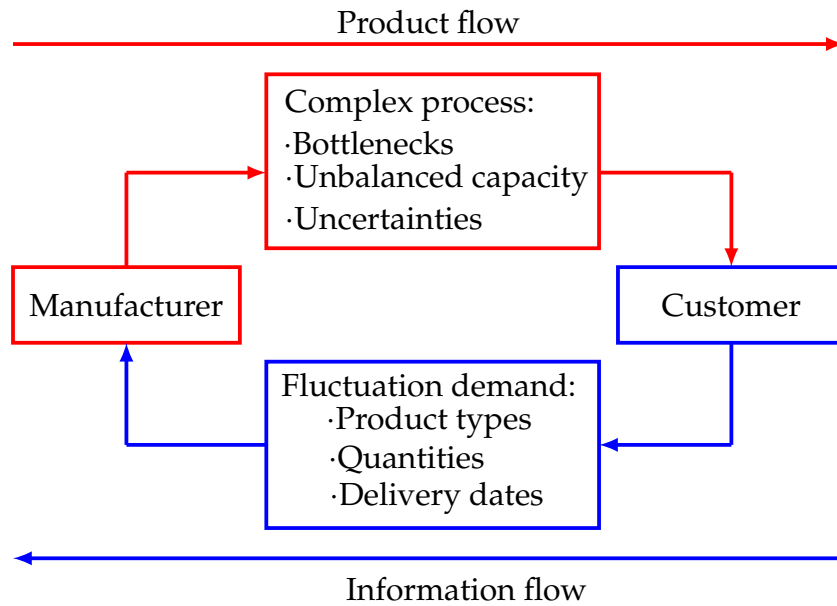 Product flow
Complex process:
·Bottlenecks
·Unbalanced capacity
·Uncertainties
Manufacturer
Customer
Fluctuation demand:
·Product types
·Quantities
·Delivery dates
Information flow